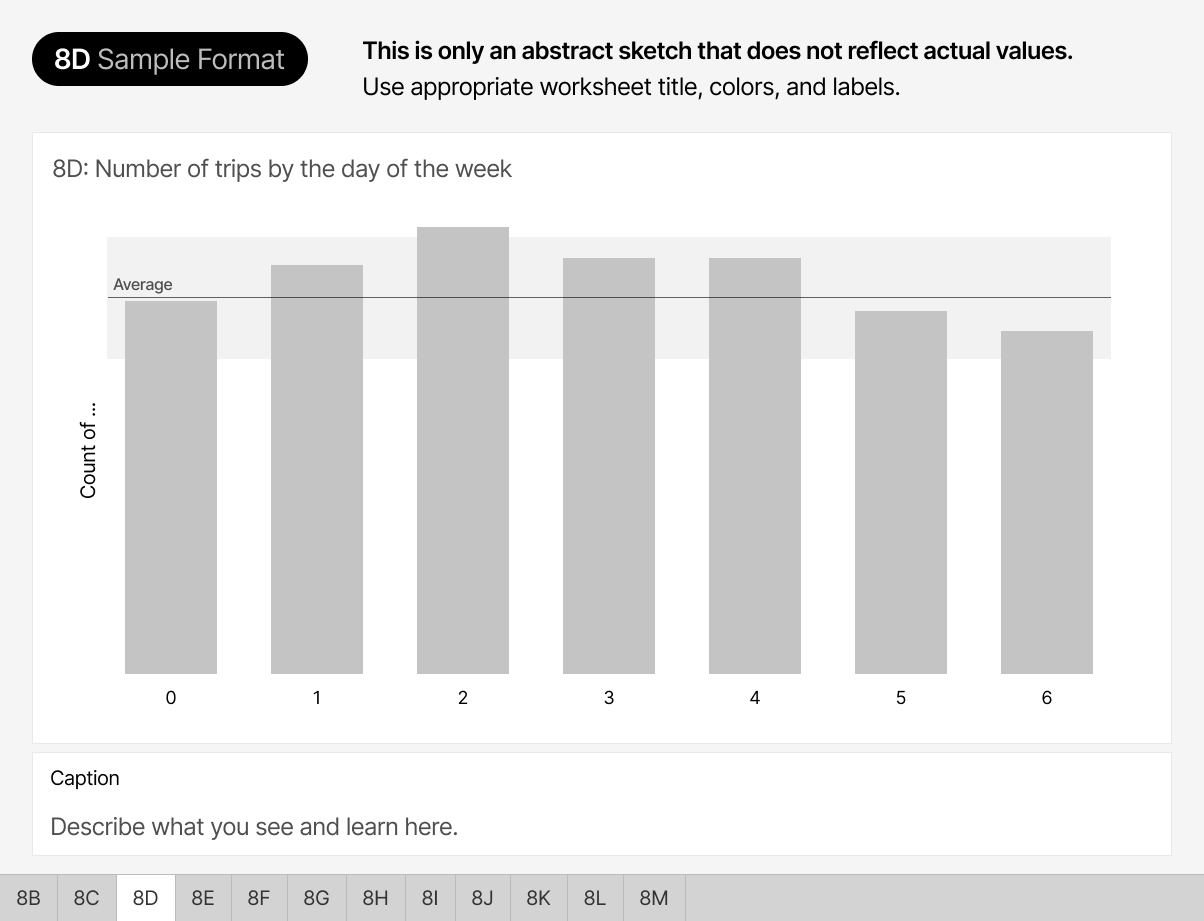 8D Sample Format
This is only an abstract sketch that does not reflect actual values.
Use appropriate worksheet title, colors, and labels.
8D: Number of trips by the day of the week
Average
Count of ...
0 1 2 3 4 5 6
Caption
Describe what you see and learn here.
8B 8C 8D 8E 8F 8G 8H 8I 8J 8K 8L 8M